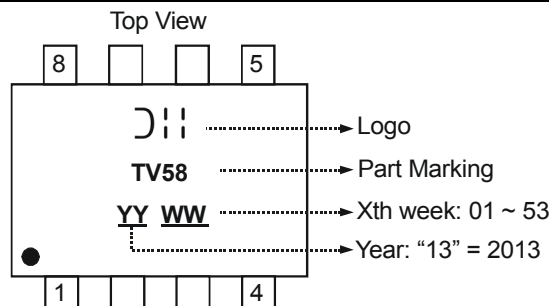 Top View
8 5
Logo
TV58 Part Marking
YY WW Xth week: 01 ~ 53
Year: “13” = 2013
1 4